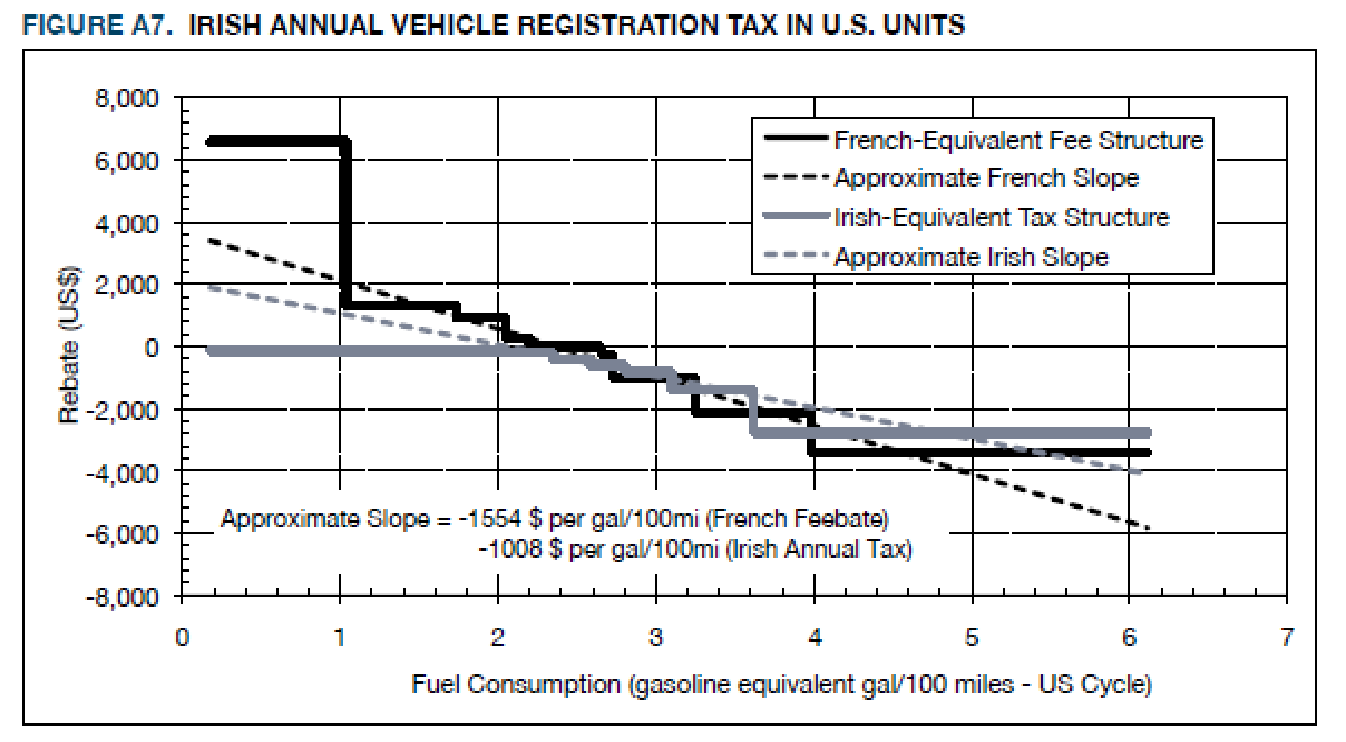 FIGURE A7. IRISH ANNUAL VEHICLE REGISTRATION TAX IN U.S. UNITS
8,000
6,000
4,000
2,000
0
-2,000
-4,000
-6,000
-8,000
Rebate (US$)
French-Equivalent Fee Structure
Approximate French Slope
Irish-Equivalent Tax Structure
Approximate Irish Slope
Approximate Slope = -1554 $ per gal/100mi (French Feebate)
-1008 $ per gal/100mi (Irish Annual Tax)
0 1 2 3 4 5 6 7
Fuel Consumption (gasoline equivalent gal/100 miles - US Cycle)